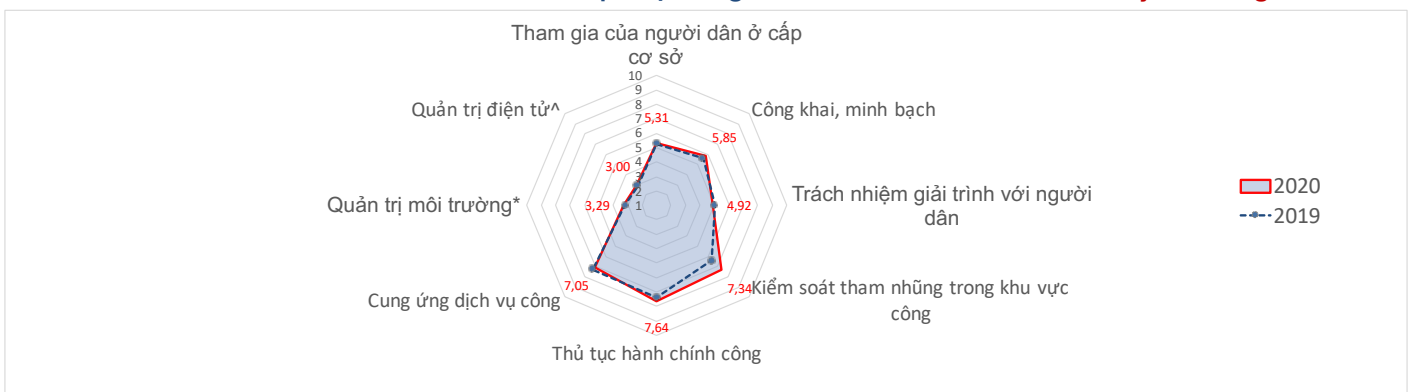 Tham gia của người dân ở cấp
cơ sở
10
9
8
7
6
5
4
3
2
1
Quản trị điện tử^
Công khai, minh bạch
5,31
5,85
3,00
Quản trị môi trường*
3,29
4,92
Trách nhiệm giải trình với người
dân
2020
2019
Cung ứng dịch vụ công
7,05
7,34
Kiểm soát tham nhũng trong khu vực
công
7,64
Thủ tục hành chính công